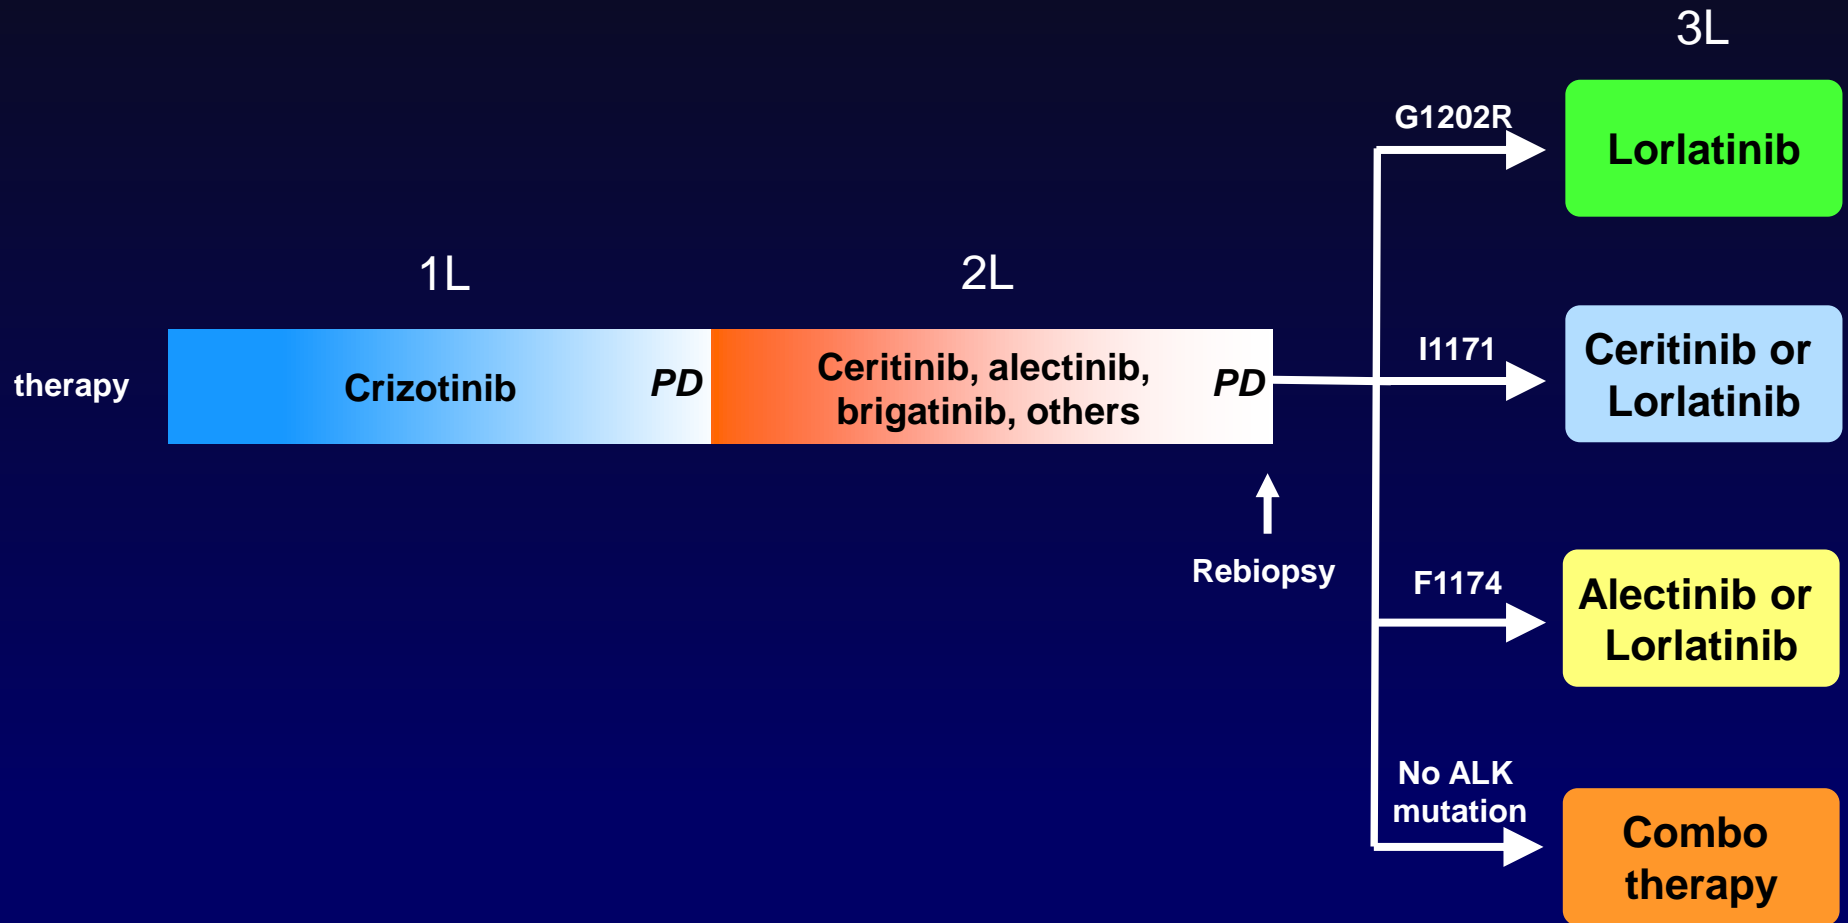 3L
G1202R
Lorlatinib
1L
2L
therapy
Crizotinib
PD
Ceritinib, alectinib,
brigatinib, others
PD
I1171
Ceritinib or
Lorlatinib
Rebiopsy
F1174
Alectinib or
Lorlatinib
No ALK
mutation
Combo
therapy